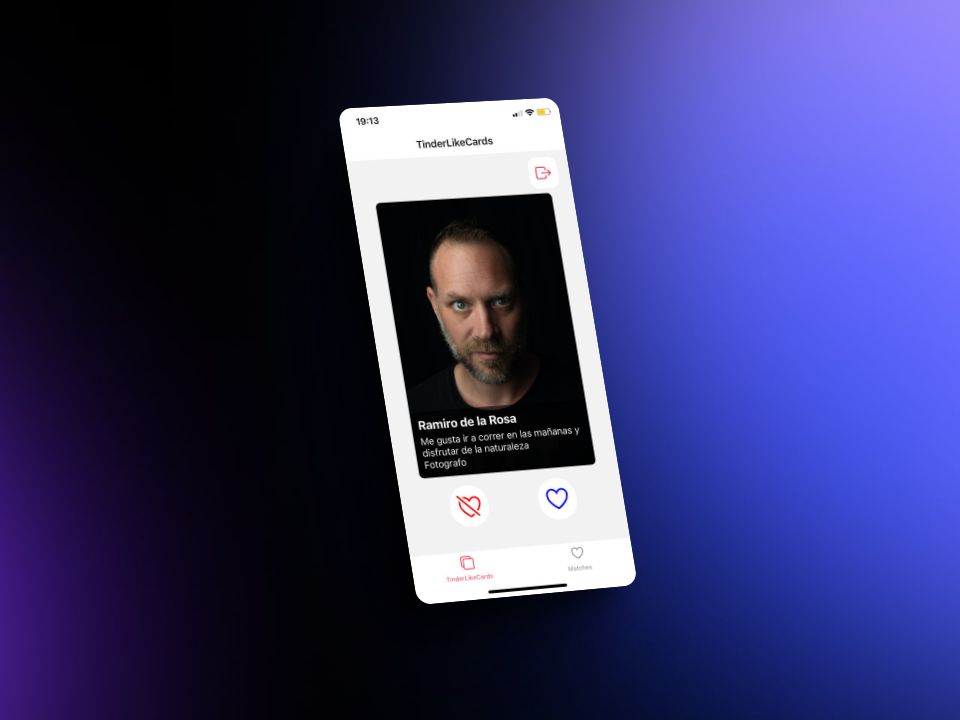 19:13
TinderLikeCards
Ramiro de la Rosa
Me gusta ir a correr en las mañanas y
disfrutar de la naturaleza
Fotografo
TinderLikeCards
Matches